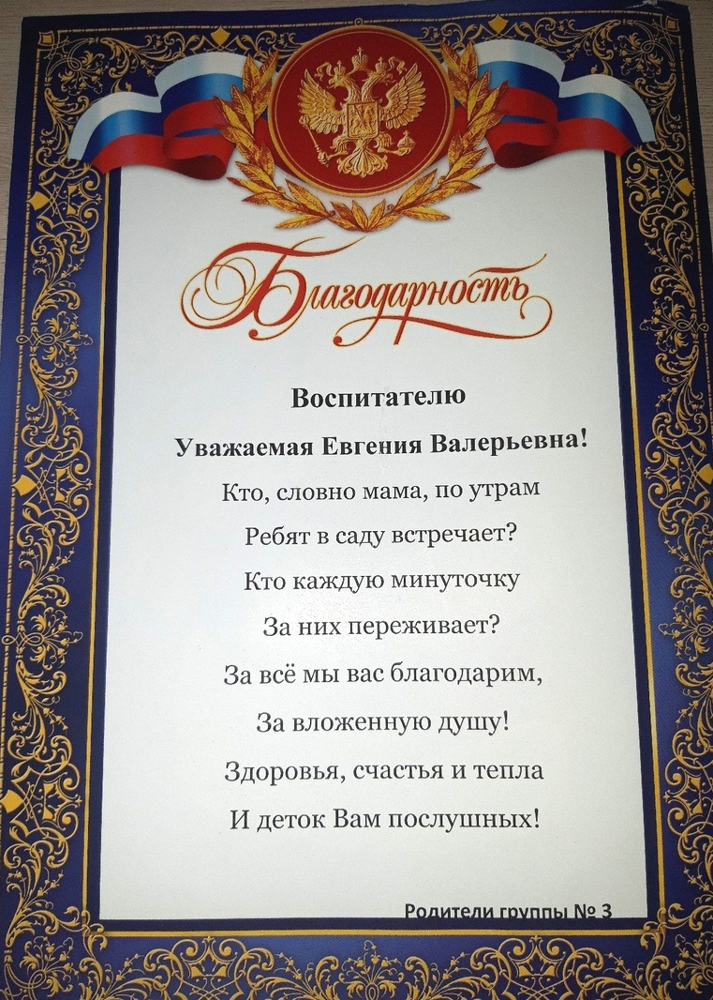 Благодарность
Воспитателю
Уважаемая Евгения Валерьевна!
Кто, словно мама, по утрам
Ребят в саду встречает?
Кто каждую минуточку
За них переживает?
За всё мы вас благодарим,
За вложенную душу!
Здоровья, счастья и тепла
И деток Вам послушных!
Родители группы № 3